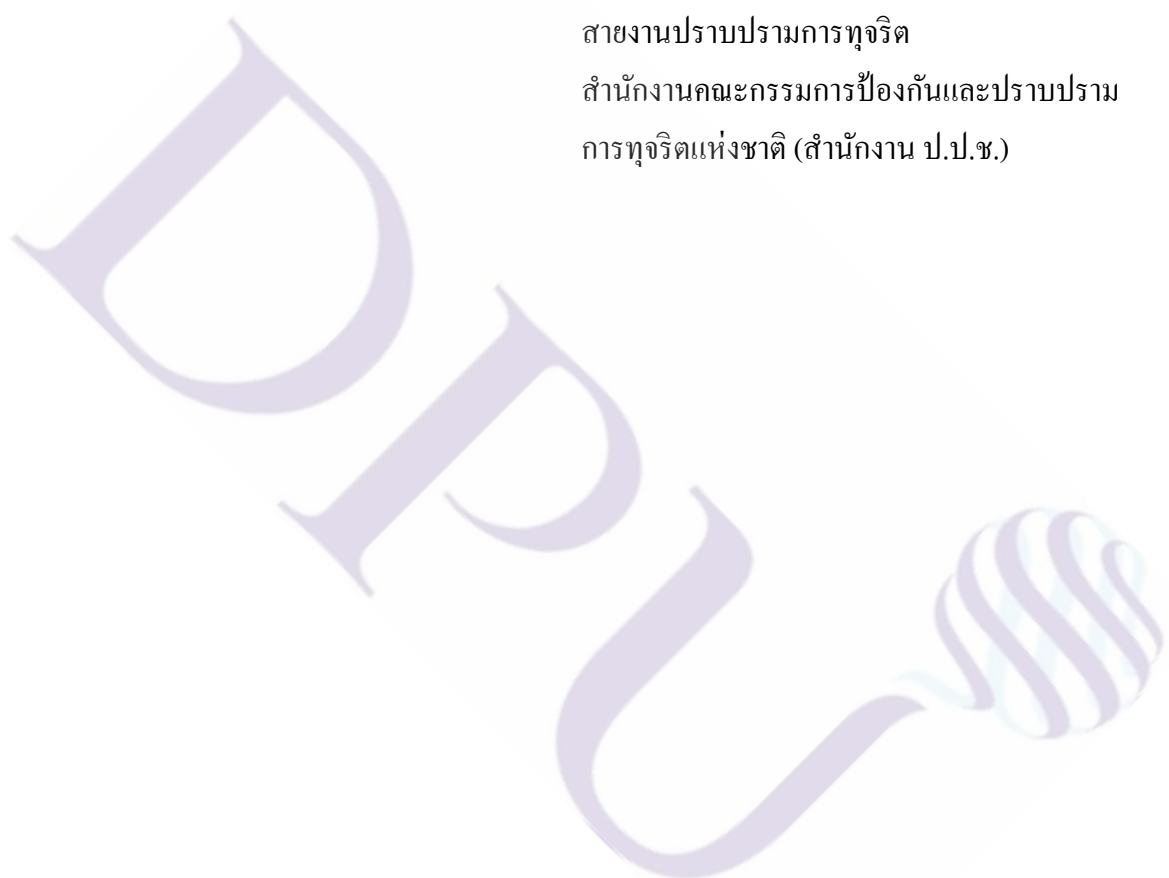 สายงานปราบปรามการทุจริต
สำนักงานคณะกรรมการป้องกันและปราบปราม
การทุจริตแห่งชาติ (สำนักงาน ป.ป.ช.)
DPU